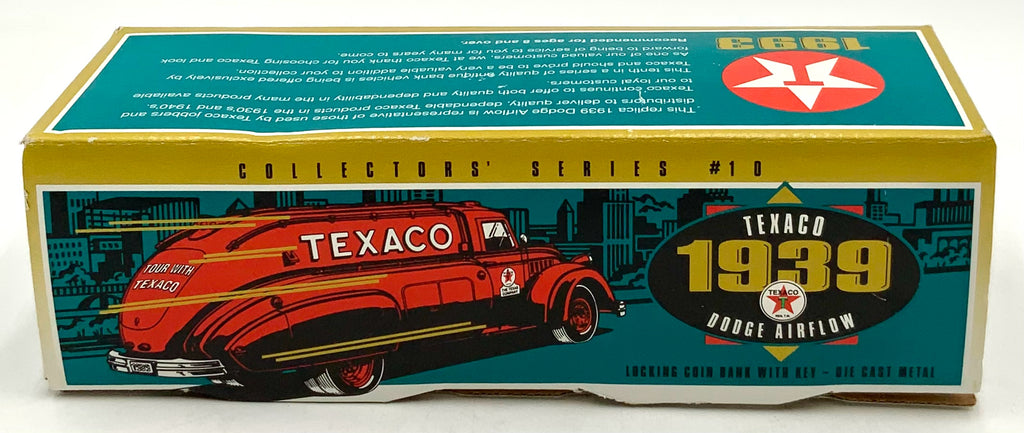 1993
This replica 1939 Dodge Airflow is representative of those used by Texaco jobbers and
distributors to deliver quality, dependable Texaco products in the 1930's and 1940's.
Texaco continues to offer both quality and dependability in the many products available
to our loyal customers.
This tenth in a series of quality antique bank vehicles is being offered exclusively by
Texaco and should prove to be a very valuable addition to your collection.
As one of our valued customers, we at Texaco thank you for choosing Texaco and look
forward to being of service to you for many years to come.
Recommended for ages 8 and over.
COLLECTORS' SERIES #10
TEXACO
TOUR WITH
TEXACO
TEXACO
1939
TEXACO
DODGE AIRFLOW
LOCKING COIN BANK WITH KEY - DIE CAST METAL